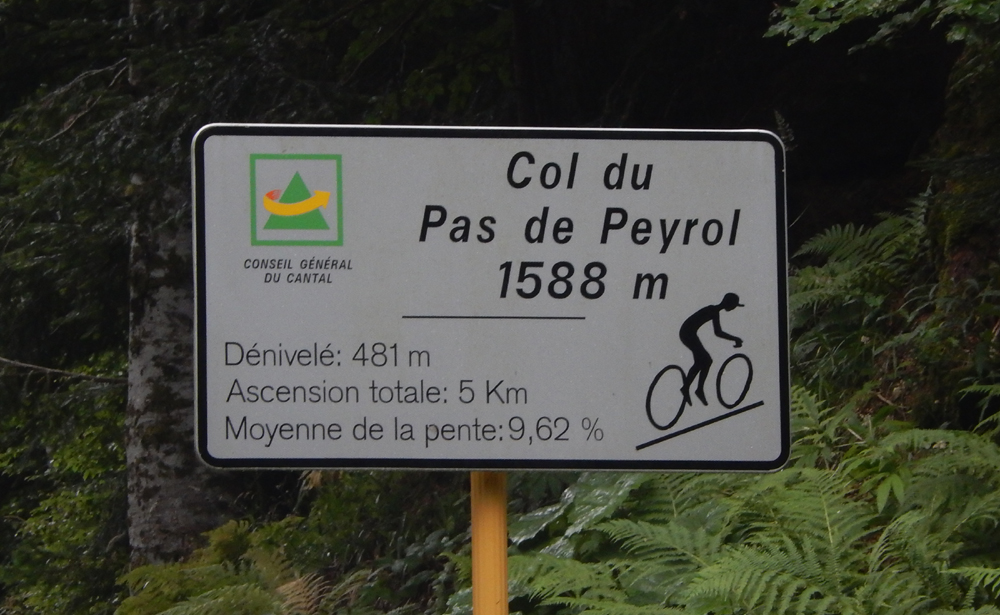 CONSEIL GÉNÉRAL
DU CANTAL
Col du
Pas de Peyrol
1588 m
Dénivelé: 481 m
Ascension totale: 5 Km
Moyenne de la pente: 9,62 %